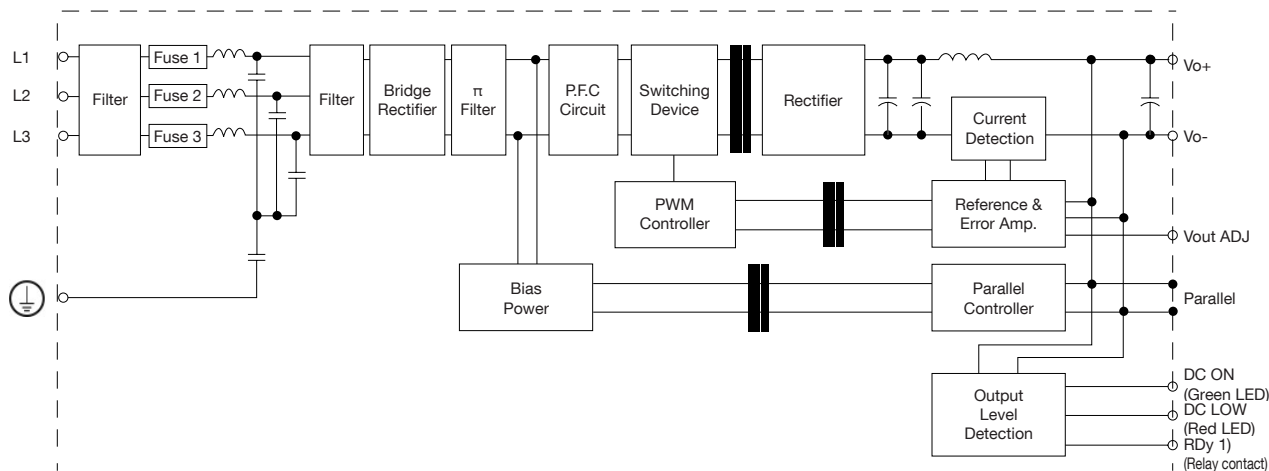 L1
L2
L3
Filter
Fuse 1
Fuse 2
Fuse 3
Filter
Bridge
Rectifier
π
Filter
P.F.C
Circuit
Switching
Device
Rectifier
Current
Detection
Vo+
Vo-
PWM
Controller
Reference &
Error Amp.
Vout ADJ
Bias
Power
Parallel
Controller
Parallel
Output
Level
Detection
DC ON
(Green LED)
DC LOW
(Red LED)
RDy 1)
(Relay contact)